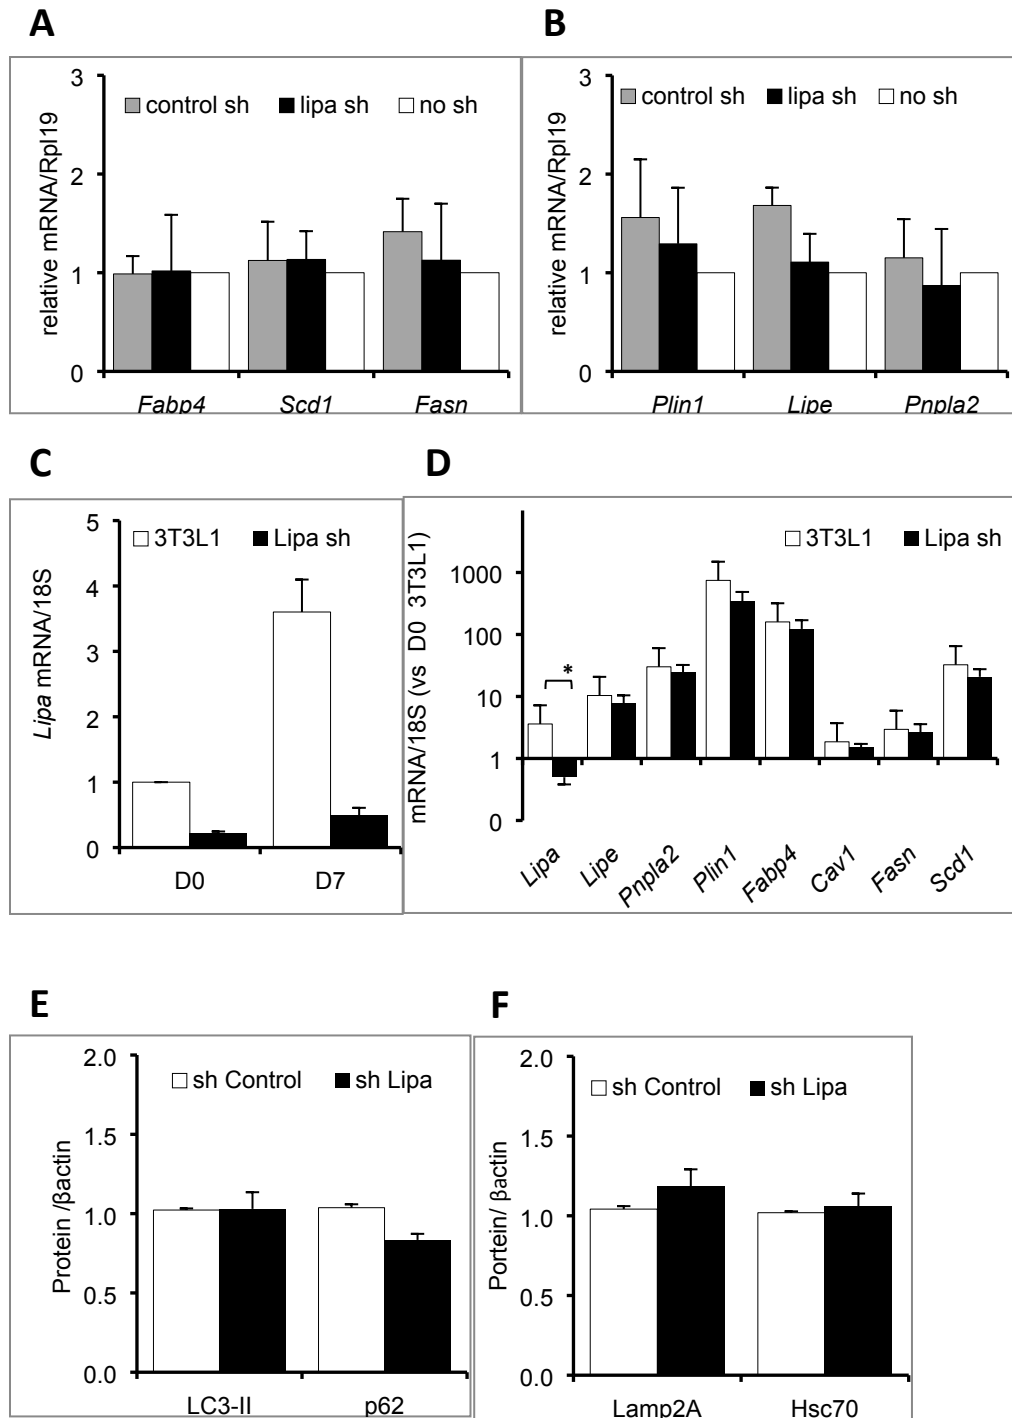 A
B
relative mRNA/Rpl19
3
2
1
0
control sh lipa sh no sh
Fabp4 Scd1 Fasn
relative mRNA/Rpl19
3
2
1
0
control sh lipa sh no sh
Plin1 Lipe Pnpla2
C
D
Lipa mRNA/18S
5
4
3
2
1
0
3T3L1 Lipa sh
D0 D7
mRNA/18S (vs D0 3T3L1)
1000
100
10
1
0
3T3L1 Lipa sh
*
Lipa Lipe Pnpla2 Plin1 Fabp4 Cav1 Fasn Scd1
E
F
Protein /βactin
2.0
1.5
1.0
0.5
0.0
sh Control sh Lipa
LC3-II p62
Portein/ βactin
2.0
1.5
1.0
0.5
0.0
sh Control sh Lipa
Lamp2A Hsc70